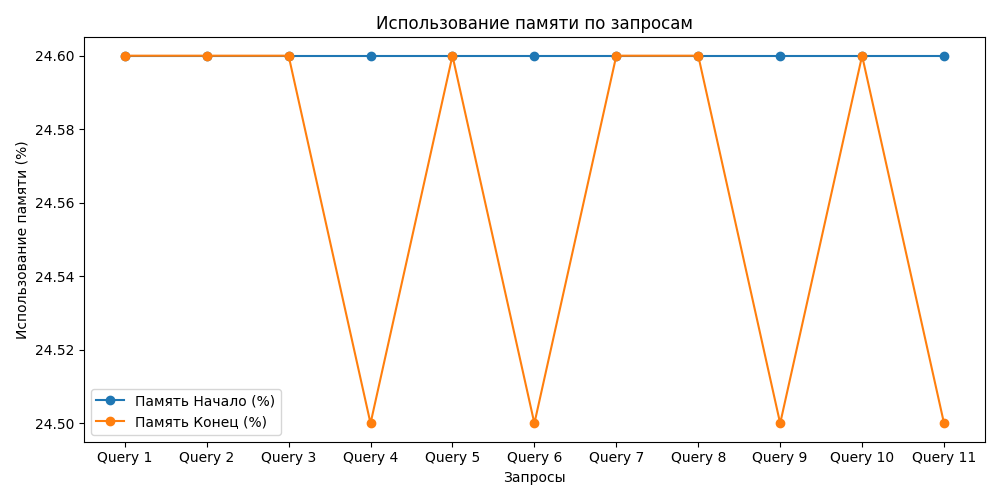 Использование памяти по запросам
Использование памяти (%)
24.60
24.58
24.56
24.54
24.52
24.50
Память Начало (%)
Память Конец (%)
Query 1 Query 2 Query 3 Query 4 Query 5 Query 6 Query 7 Query 8 Query 9 Query 10 Query 11
Запросы